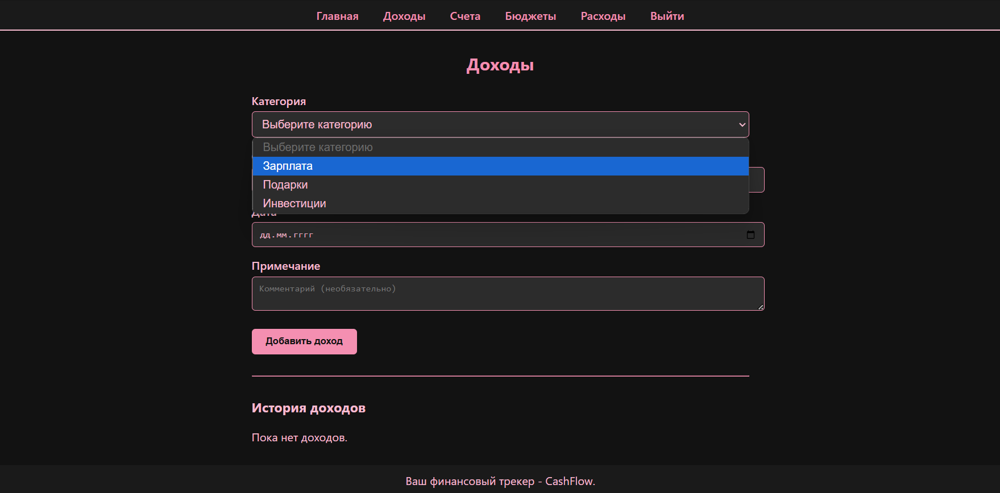 Главная Доходы Счета Бюджеты Расходы Выйти
Доходы
Категория
Выберите категорию
Выберите категорию
Зарплата
Подарки
Инвестиции
Дата
дд.мм.гггг
Примечание
Комментарий (необязательно)
Добавить доход
История доходов
Пока нет доходов.
Ваш финансовый трекер - CashFlow.